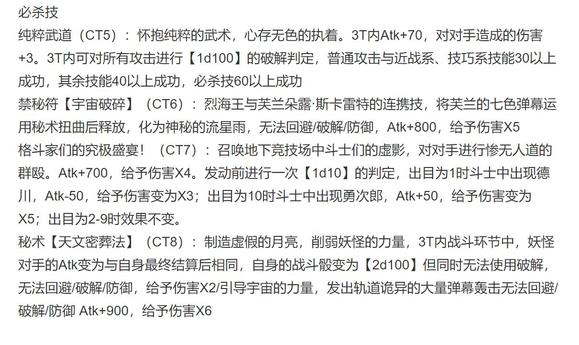 必杀技
纯粹武道（CT5）：怀抱纯粹的武术，心存无色的执着。3T内Atk+70，对对手造成的伤害
+3。3T内可对所有攻击进行【1d100】的破解判定，普通攻击与近战系、技巧系技能30以上
成功，其余技能40以上成功，必杀技60以上成功
禁秘符【宇宙破碎】（CT6）：烈海王与芙兰朵露·斯卡雷特的连携技，将芙兰的七色弹幕运
用秘术扭曲后释放，化为神秘的流星雨，无法回避/破解/防御，Atk+800，给予伤害X5
格斗家们的究极盛宴！（CT7）：召唤地下竞技场中斗士们的虚影，对对手进行惨无人道的
群殴。Atk+700，给予伤害X4。发动前进行一次【1d10】的判定，出目为1时斗士中出现德
川，Atk-50，给予伤害变为X3；出目为10时斗士中出现勇次郎，Atk+50，给予伤害变为
X5；出目为2-9时效果不变。
秘术【天文密葬法】（CT8）：制造虚假的月亮，削弱妖怪的力量，3T内战斗环节中，妖怪
对手的Atk变为与自身最终结算后相同，自身的战斗骰变为【2d100】但同时无法使用破解，
无法回避/破解/防御，给予伤害X2/引导宇宙的力量，发出轨道诡异的大量弹幕轰击无法回避/
破解/防御 Atk+900，给予伤害X6